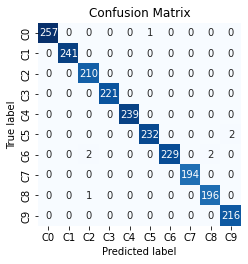 Confusion Matrix
C0 257 0 0 0 0 1 0 0 0 0
C1 0 241 0 0 0 0 0 0 0 0
C2 0 0 210 0 0 0 0 0 0 0
C3 0 0 0 221 0 0 0 0 0 0
C4 0 0 0 0 239 0 0 0 0 0
C5 0 0 0 0 0 232 0 0 0 2
C6 0 0 2 0 0 0 229 0 2 0
C7 0 0 0 0 0 0 0 194 0 0
C8 0 0 1 0 0 0 0 0 196 0
C9 0 0 0 0 0 0 0 0 0 216
True label
C0 C1 C2 C3 C4 C5 C6 C7 C8 C9
Predicted label